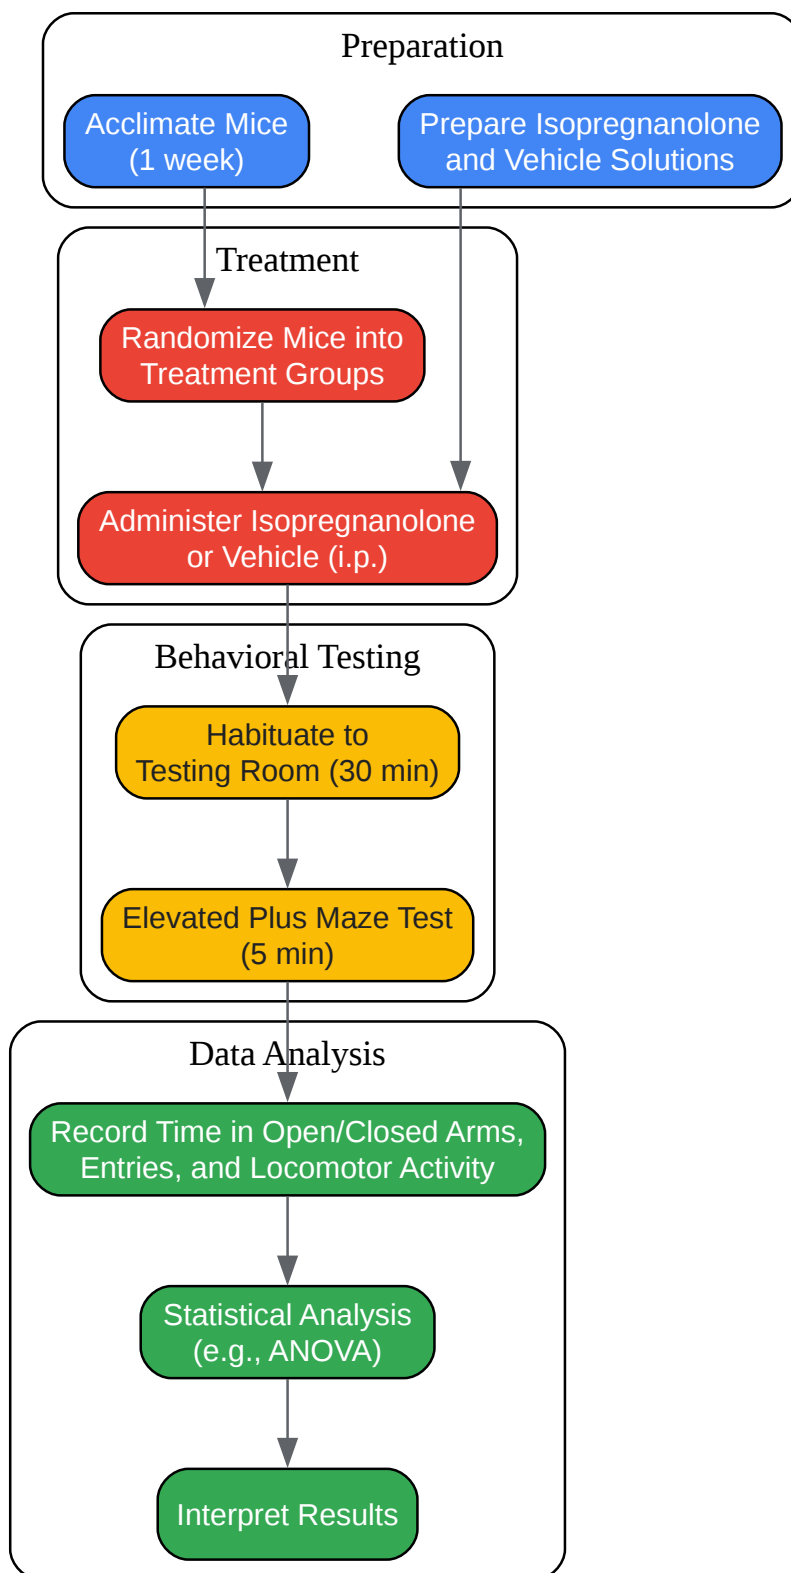 Preparation
Acclimate Mice
(1 week)
Prepare Isopregnanolone
and Vehicle Solutions
Treatment
Randomize Mice into
Treatment Groups
Administer Isopregnanolone
or Vehicle (i.p.)
Behavioral Testing
Habituate to
Testing Room (30 min)
Elevated Plus Maze Test
(5 min)
Data Analysis
Record Time in Open/Closed Arms,
Entries, and Locomotor Activity
Statistical Analysis
(e.g., ANOVA)
Interpret Results